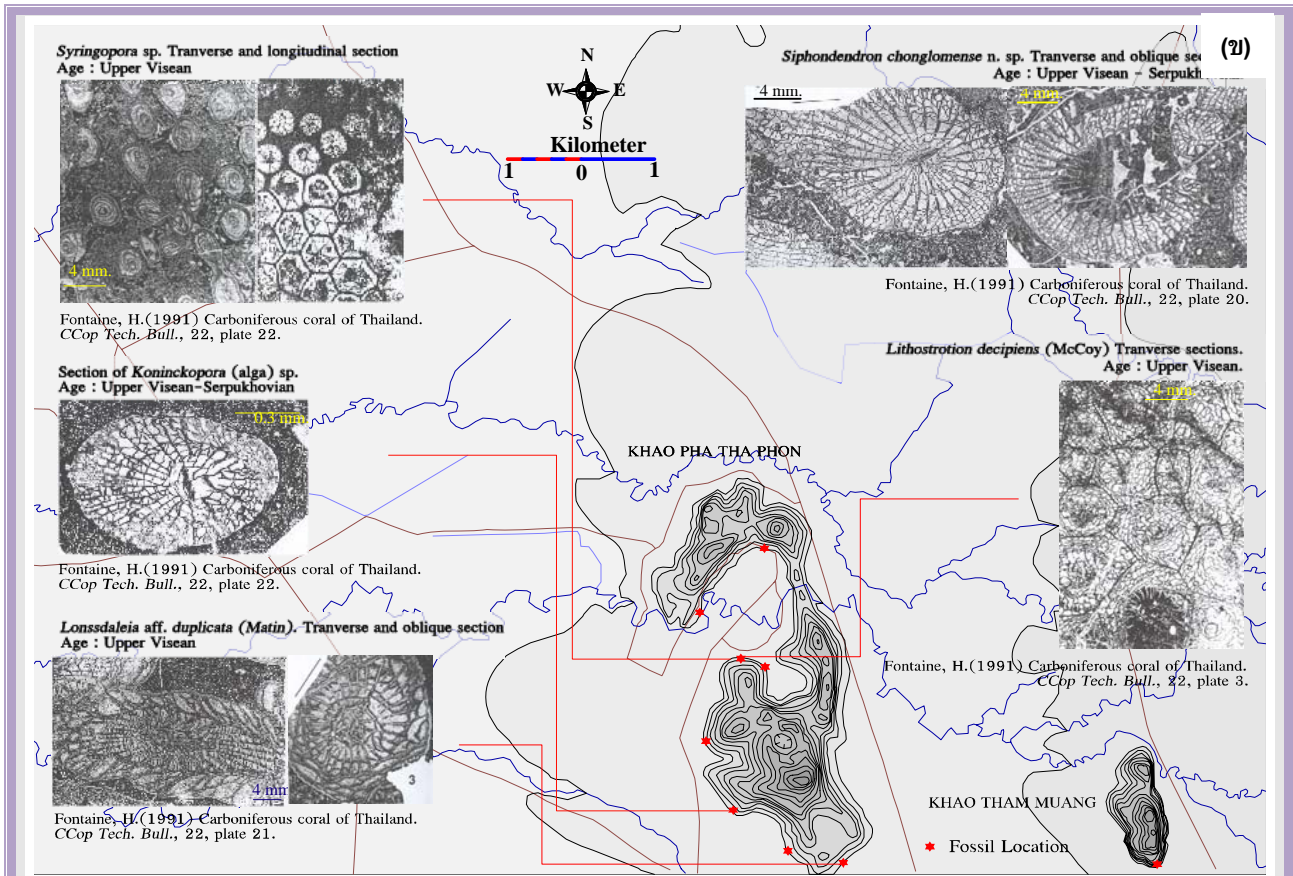 (ข)
Syringopora sp. Tranverse and longitudinal section
Age : Upper Visean
4 mm.
Fontaine, H.(1991) Carboniferous coral of Thailand.
CCop Tech. Bull., 22, plate 22.
Section of Koninckopora (alga) sp.
Age : Upper Visean-Serpukhovian
0.3 mm.
Fontaine, H.(1991) Carboniferous coral of Thailand.
CCop Tech. Bull., 22, plate 22.
Lonssdaleia aff. duplicata (Matin). Tranverse and oblique section
Age : Upper Visean
4 mm
3
Fontaine, H.(1991) Carboniferous coral of Thailand.
CCop Tech. Bull., 22, plate 21.
N
W E
S
Kilometer
1 0 1
Siphondendron chonglomense n. sp. Tranverse and oblique
Age : Upper Visean -
4 mm.
4 mm.
Fontaine, H.(1991) Carboniferous coral of Thailand.
CCop Tech. Bull., 22, plate 20.
Lithostrotion decipiens (McCoy) Tranverse sections.
Age : Upper Visean.
4 mm.
Fontaine, H.(1991) Carboniferous coral of Thailand.
CCop Tech. Bull., 22, plate 3.
KHAO PHA THA PHON
KHAO THAM MUANG
Fossil Location